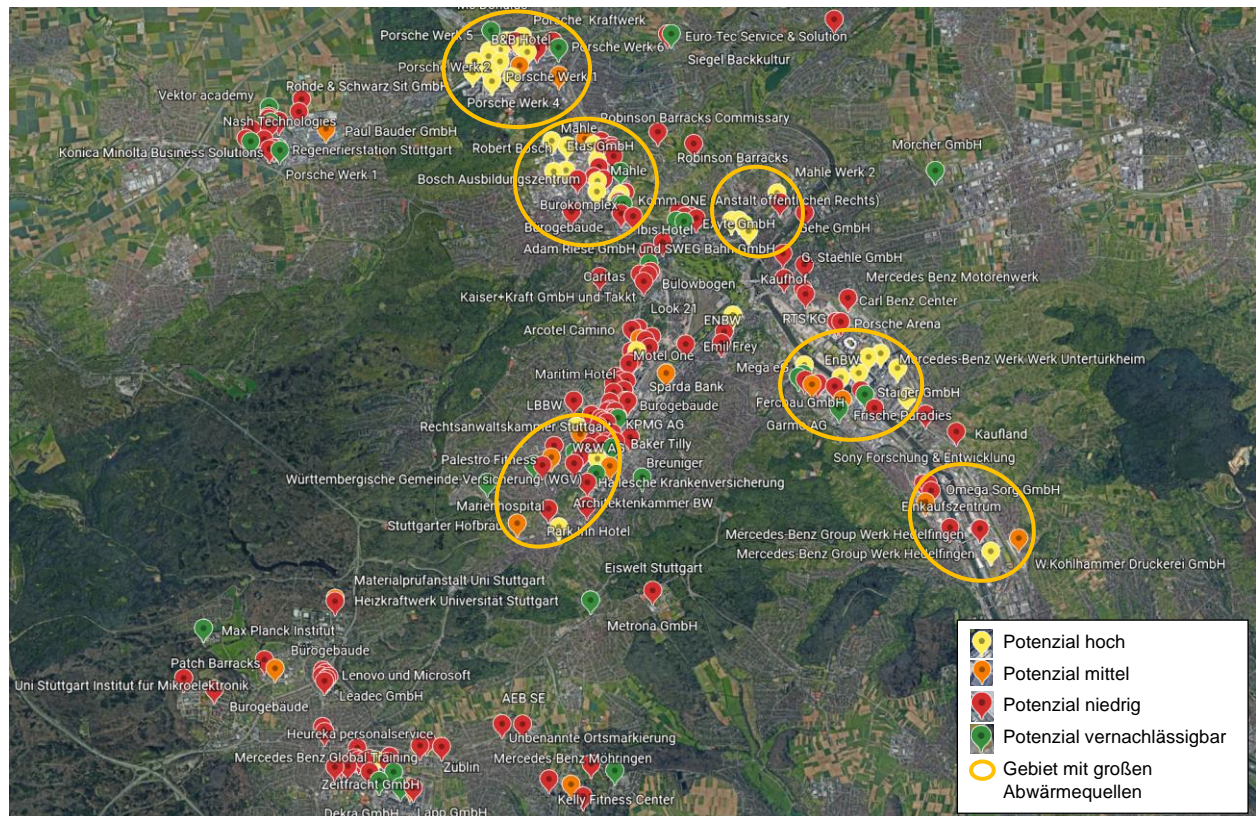 Porsche Kraftwerk
Porsche Werk 5
B&B Hotel
Porsche Werk 6
Euro-Tec Service & Solution
Siegel Backkultur
Porsche Werk 2
Porsche Werk 1
Rohde & Schwarz Sit GmbH
Porsche Werk 4
Vektor academy
Nash Technologies
Paul Bauder GmbH
Robinson Barracks Commissary
Mahle
Robert Bosch
Etas GmbH
Konica Minolta Business Solutions
Regenerierstation Stuttgart
Robinson Barracks
Morcher GmbH
Porsche Werk 1
Bosch Ausbildungszentrum
Mahle
Mahle Werk 2
Bürokomplex
Komm.ONE (Anstalt öffentlichen Rechts)
Bürogebäude
Ibis Hotel
Exyte GmbH
Gehe GmbH
Adam Riese GmbH und SWEG Bahn GmbH
G. Staehle GmbH
Caritas
Bülowbogen
Kaufhof
Mercedes Benz Motorenwerk
Kaiser+Kraft GmbH und Takkt
Carl Benz Center
Look 21
ENBW
RTS KG
Porsche Arena
Arcotel Camino
Emil Frey
Motel One
EnBW
Mercedes-Benz Werk Werk Untertürkheim
Mega eG
Maritim Hotel
Sparda Bank
Staiger GmbH
LBBW
Bürogebäude
Ferchau GmbH
Frische Paradies
Rechtsanwaltskammer Stuttgart
KPMG AG
Garmo AG
Kaufland
W&W AG
Baker Tilly
Palestro Fitness
Sony Forschung & Entwicklung
Breuniger
Württembergische Gemeinde-Versicherung (WGV)
Hallesche Krankenversicherung
Omega Sorg GmbH
Marienhospital
Architektenkammer BW
Einkaufszentrum
Stuttgarter Hofbräu
Park Inn Hotel
Mercedes-Benz Group Werk Hedelfingen
Mercedes-Benz Group Werk Hedelfingen
W.Kohlhammer Druckerei GmbH
Eiswelt Stuttgart
Materialprüfanstalt Uni Stuttgart
Heizkraftwerk Universität Stuttgart
Metrona GmbH
Max Planck Institut
Bürogebäude
Patch Barracks
Lenovo und Microsoft
Uni Stuttgart Institut für Mikroelektronik
Leadec GmbH
Bürogebäude
AEB SE
Heureka personalservice
Unbenannte Ortsmarkierung
Mercedes Benz Global Training
Züblin
Mercedes Benz Möhringen
Zeitfracht GmbH
Kelly Fitness Center
Dekra GmbH
Lapp GmbH
Potenzial hoch
Potenzial mittel
Potenzial niedrig
Potenzial vernachlässigbar
Gebiet mit großen
Abwärmequellen